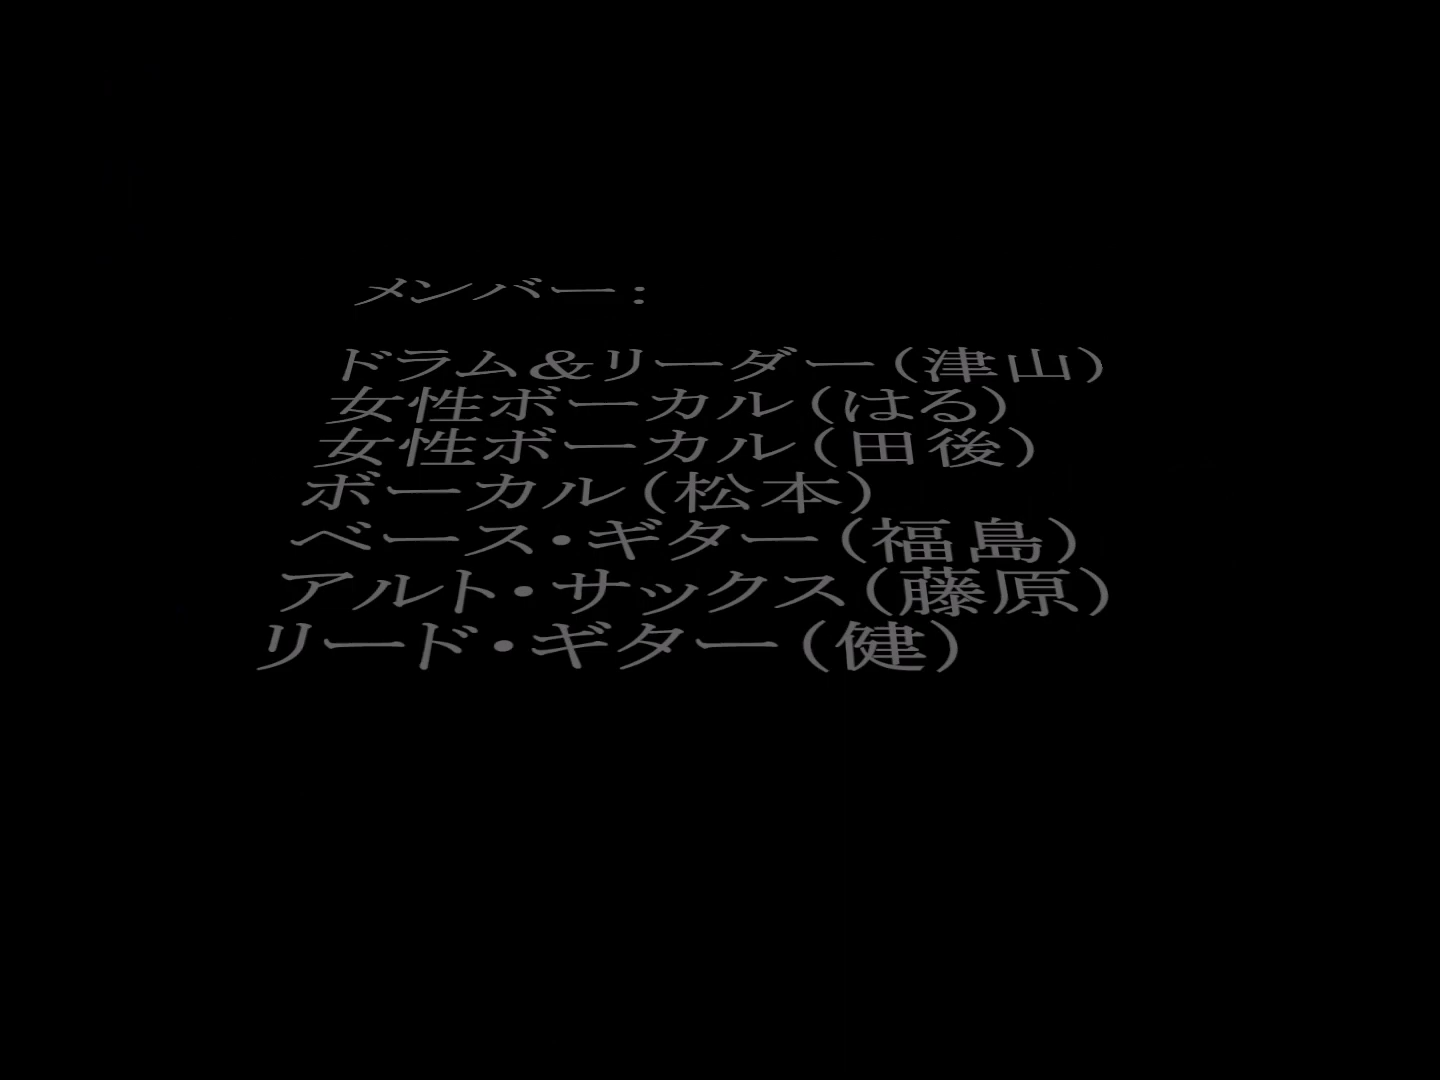 メンバー：
ドラム＆リーダー（津山）
女性ボーカル（はる）
女性ボーカル（田後）
ボーカル（松本）
ベース・ギター（福島）
アルト・サックス（藤原）
リード・ギター（健）